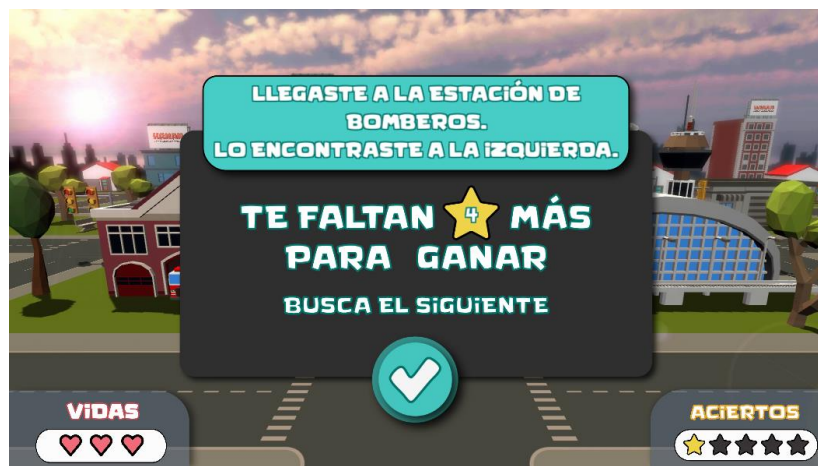 LLEGASTE A LA ESTACIÓN DE
BOMBEROS.
LO ENCONTRASTE A LA IZQUIERDA.
TE FALTAN 4 MÁS
PARA GANAR
BUSCA EL SIGUIENTE
VIDAS
ACIERTOS